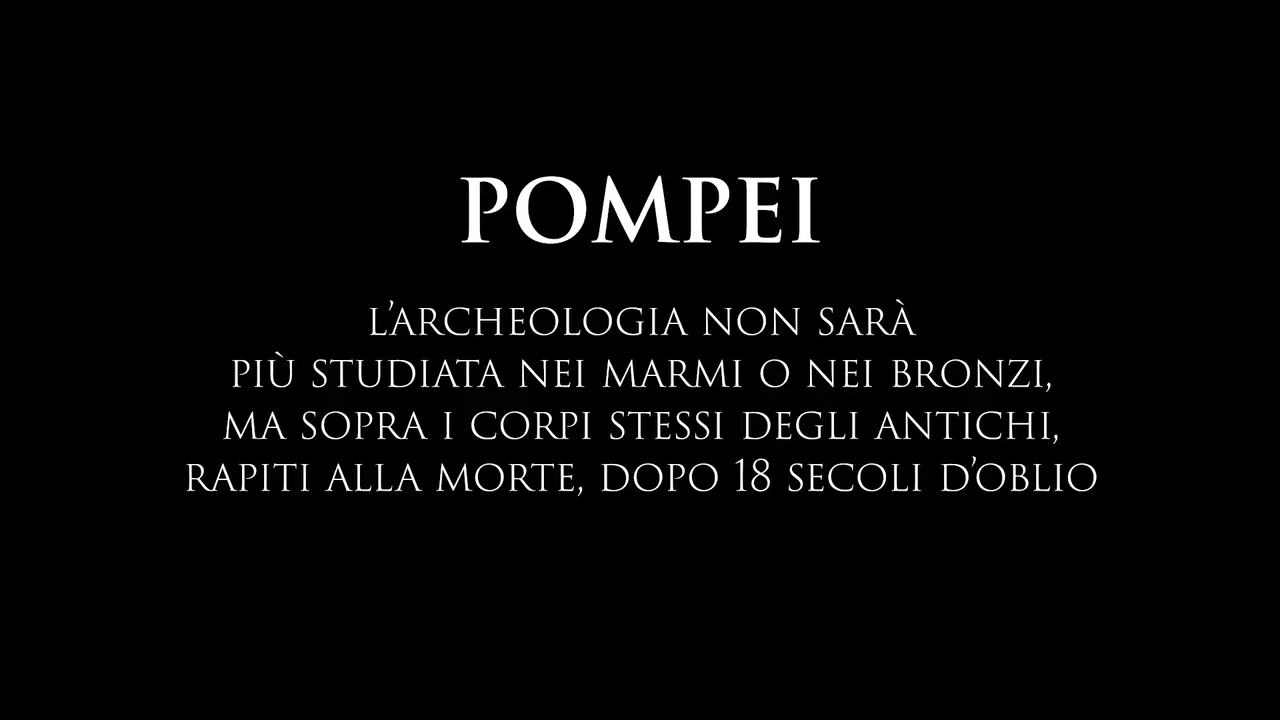 POMPEI
L’ARCHEOLOGIA NON SARÀ
PIÙ STUDIATA NEI MARMI O NEI BRONZI,
MA SOPRA I CORPI STESSI DEGLI ANTICHI,
RAPITI ALLA MORTE, DOPO 18 SECOLI D’OBLIO